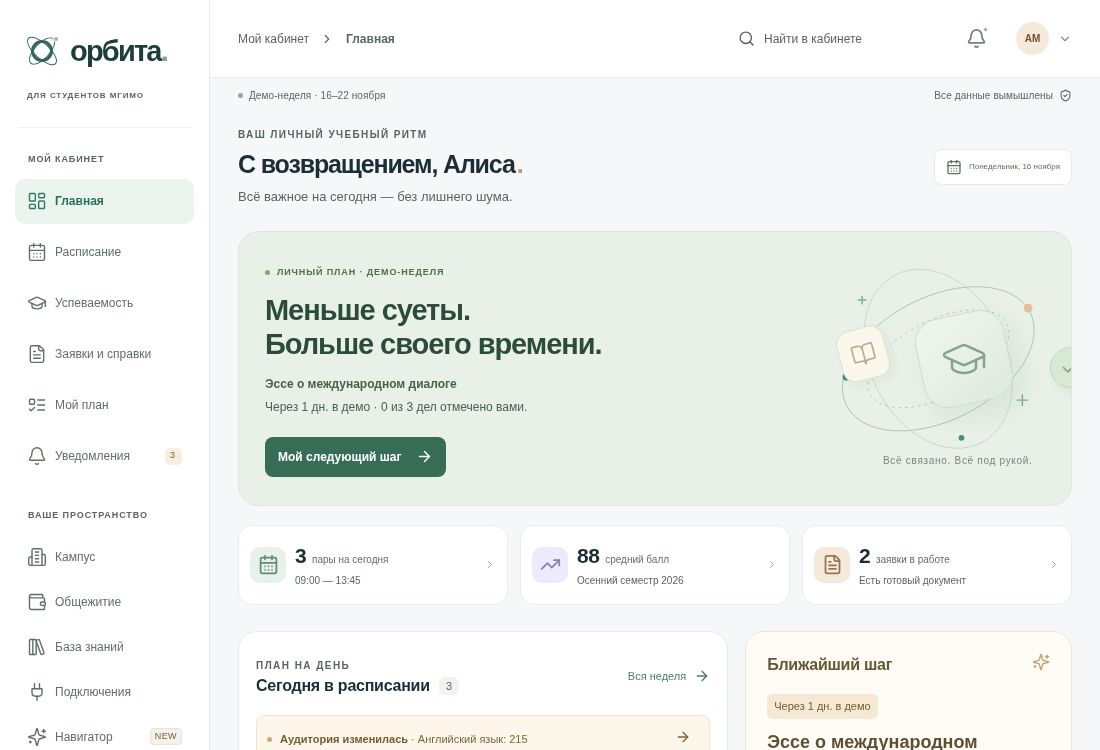 орбита.
ДЛЯ СТУДЕНТОВ МГИМО
МОЙ КАБИНЕТ
Главная
Расписание
Успеваемость
Заявки и справки
Мой план
Уведомления 3
ВАШЕ ПРОСТРАНСТВО
Кампус
Общежитие
База знаний
Подключения
Навигатор NEW
Мой кабинет Главная
Найти в кабинете
АМ
Демо-неделя · 16–22 ноября
Все данные вымышлены
ВАШ ЛИЧНЫЙ УЧЕБНЫЙ РИТМ
С возвращением, Алиса.
Всё важное на сегодня — без лишнего шума.
Понедельник, 16 ноября
ЛИЧНЫЙ ПЛАН · ДЕМО-НЕДЕЛЯ
Меньше суеты.
Больше своего времени.
Эссе о международном диалоге
Через 1 дн. в демо · 0 из 3 дел отмечено вами.
Мой следующий шаг
Всё связано. Всё под рукой.
3 пары на сегодня
09:00 — 13:45
88 средний балл
Осенний семестр 2026
2 заявки в работе
Есть готовый документ
ПЛАН НА ДЕНЬ
Сегодня в расписании 3
Вся неделя
Аудитория изменилась · Английский язык: 215
Ближайший шаг
Через 1 дн. в демо
Эссе о международном